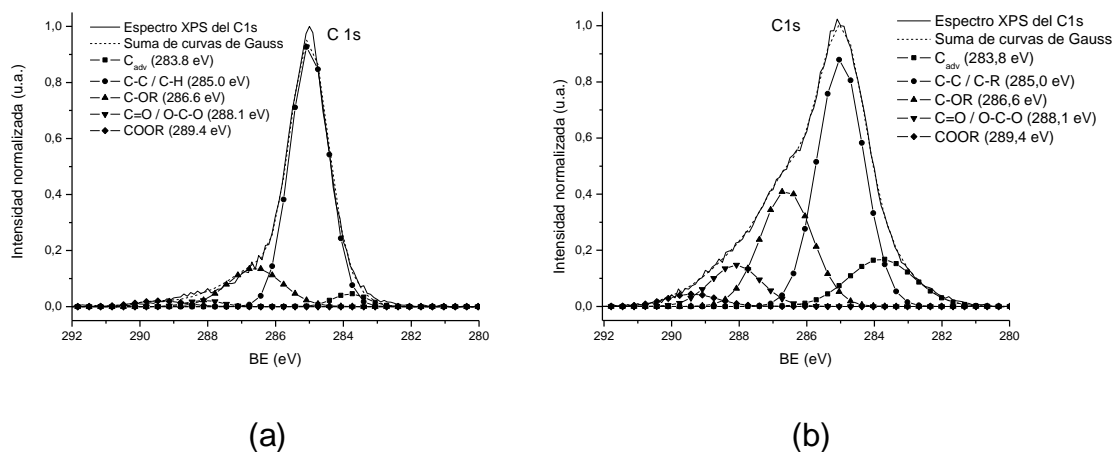 C 1s
Espectro XPS del C1s
Suma de curvas de Gauss
Cadv (283.8 eV)
C-C / C-H (285.0 eV)
C-OR (286.6 eV)
C=O / O-C-O (288.1 eV)
COOR (289.4 eV)
Intensidad normalizada (u.a.)
1,0
0,8
0,6
0,4
0,2
0,0
292 290 288 286 284 282 280
BE (eV)
(a)
C1s
Espectro XPS del C1s
Suma de curvas de Gauss
Cadv (283,8 eV)
C-C / C-R (285,0 eV)
C-OR (286,6 eV)
C=O / O-C-O (288,1 eV)
COOR (289,4 eV)
Intensidad normalizada (u.a.)
1,0
0,8
0,6
0,4
0,2
0,0
292 290 288 286 284 282 280
BE (eV)
(b)